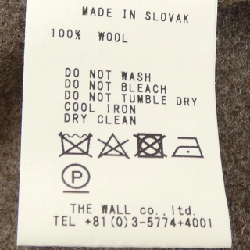 MADE IN SLOVAK
100% WOOL
DO NOT WASH
DO NOT BLEACH
DO NOT TUMBLE DRY
COOL IRON
DRY CLEAN
P
THE WALL co.,ltd.
TEL +81(0)3-5774-4001